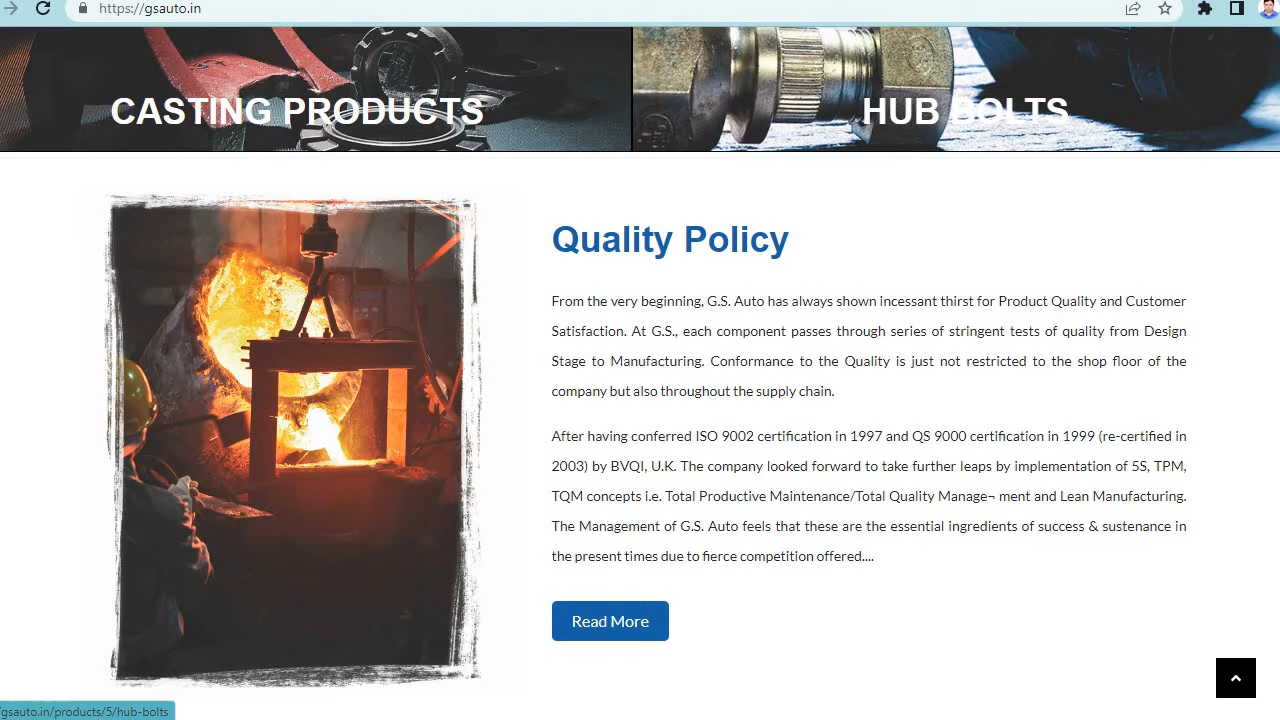 https://gsauto.in
CASTING PRODUCTS
HUB BOLTS
Quality Policy
From the very beginning, G.S. Auto has always shown incessant thirst for Product Quality and Customer
Satisfaction. At G.S., each component passes through series of stringent tests of quality from Design
Stage to Manufacturing. Conformance to the Quality is just not restricted to the shop floor of the
company but also throughout the supply chain.
After having conferred ISO 9002 certification in 1997 and QS 9000 certification in 1999 (re-certified in
2003) by BVQI, U.K. The company looked forward to take further leaps by implementation of 5S, TPM,
TQM concepts i.e. Total Productive Maintenance/Total Quality Manage¬ ment and Lean Manufacturing.
The Management of G.S. Auto feels that these are the essential ingredients of success & sustenance in
the present times due to fierce competition offered....
Read More
/gsauto.in/products/5/hub-bolts